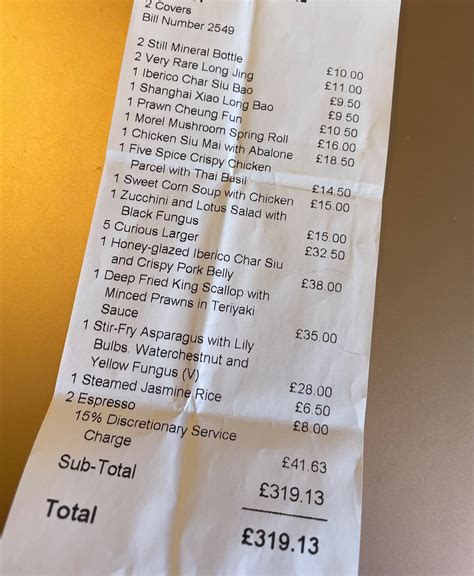 2 Covers
Bill Number 2549
2 Still Mineral Bottle £10.00
2 Very Rare Long Jing £11.00
1 Iberico Char Siu Bao £9.50
1 Shanghai Xiao Long Bao £9.50
1 Prawn Cheung Fun £10.50
1 Morel Mushroom Spring Roll £16.00
1 Chicken Siu Mai with Abalone £18.50
1 Five Spice Crispy Chicken
Parcel with Thai Basil £14.50
1 Sweet Corn Soup with Chicken £15.00
1 Zucchini and Lotus Salad with
Black Fungus £15.00
5 Curious Larger £32.50
1 Honey-glazed Iberico Char Siu
and Crispy Pork Belly £38.00
1 Deep Fried King Scallop with
Minced Prawns in Teriyaki
Sauce £35.00
1 Stir-Fry Asparagus with Lily
Bulbs. Waterchestnut and
Yellow Fungus (V) £28.00
1 Steamed Jasmine Rice £6.50
2 Espresso £8.00
15% Discretionary Service
Charge £41.63
Sub-Total £319.13
Total £319.13